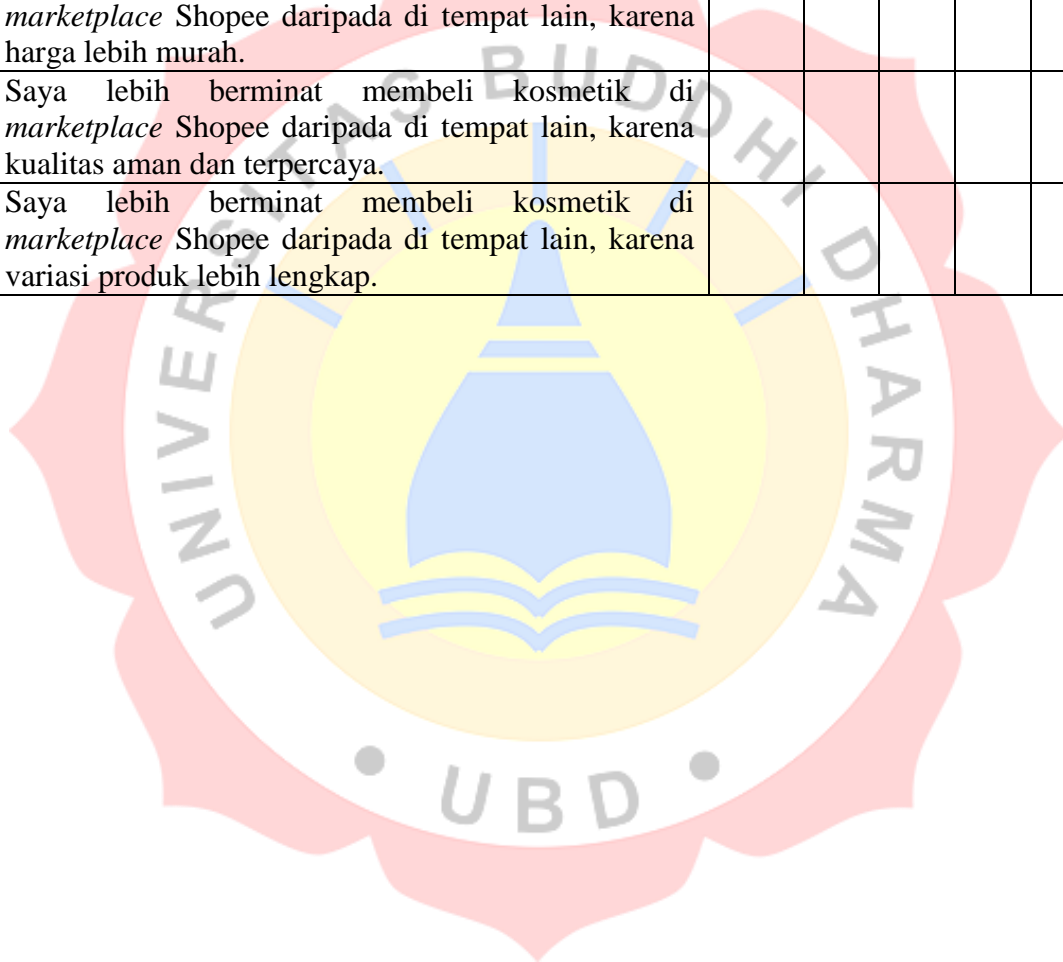 marketplace Shopee daripada di tempat lain, karena
harga lebih murah.
Saya lebih berminat membeli kosmetik di
marketplace Shopee daripada di tempat lain, karena
kualitas aman dan terpercaya.
Saya lebih berminat membeli kosmetik di
marketplace Shopee daripada di tempat lain, karena
variasi produk lebih lengkap.
UNIVERSITAS BUDDHI DHARMA
• UBD •